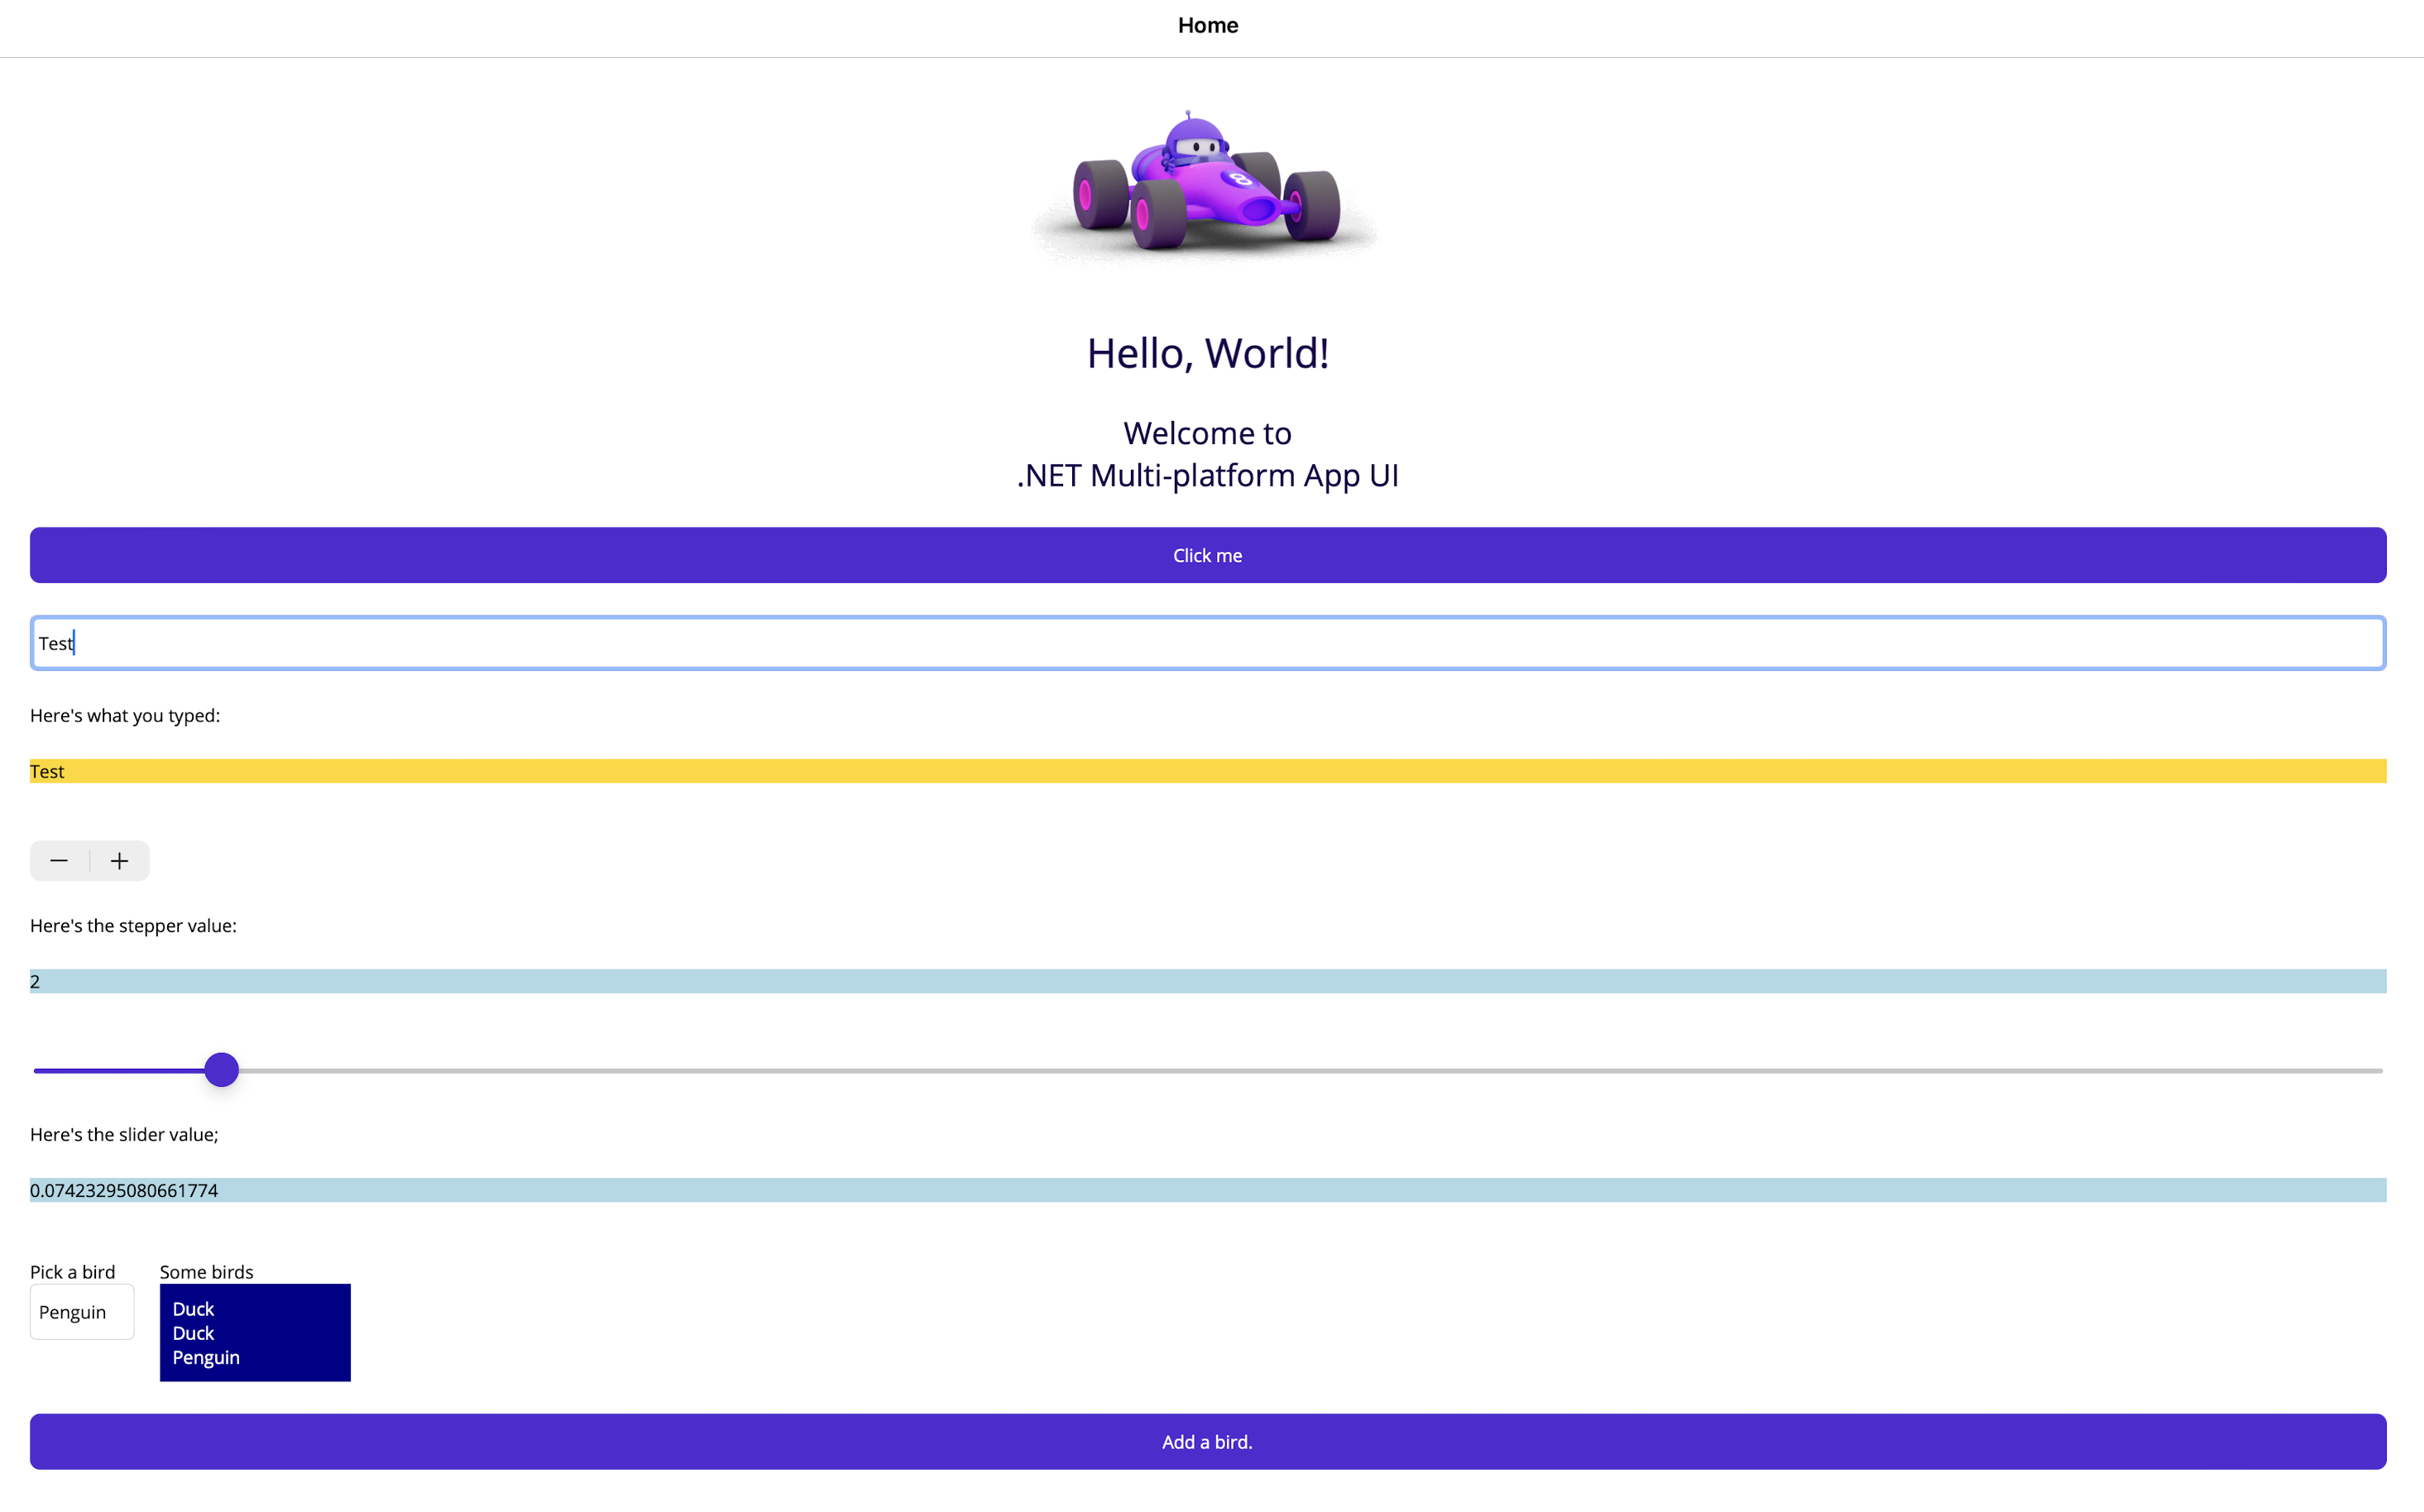 Home
8
Hello, World!
Welcome to
.NET Multi-platform App UI
Click me
Test
Here's what you typed:
Test
Here's the stepper value:
2
Here's the slider value;
0.07423295080661774
Pick a bird
Some birds
Penguin
Duck
Duck
Penguin
Add a bird.